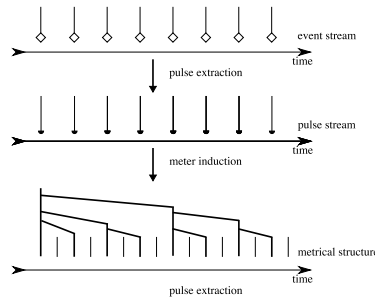 event stream
time
pulse extraction
pulse stream
time
meter induction
metrical structure
time
pulse extraction